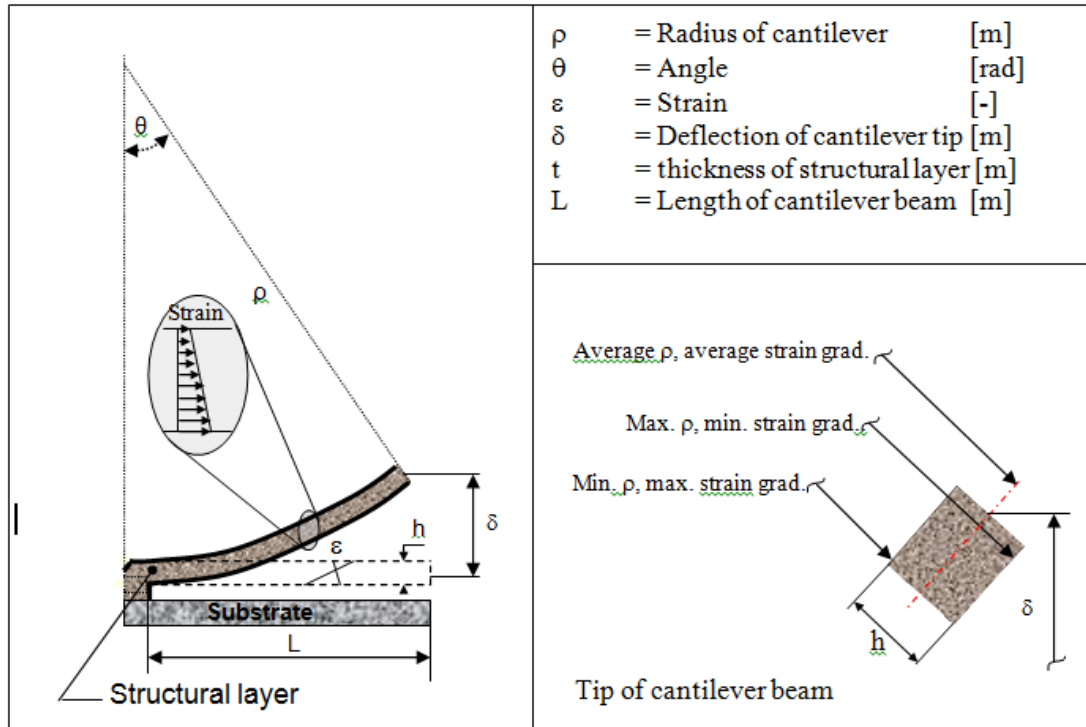 θ
ρ
Strain
h
ε
δ
Substrate
L
Structural layer
ρ = Radius of cantilever [m]
θ = Angle [rad]
ε = Strain [-]
δ = Deflection of cantilever tip [m]
t = thickness of structural layer [m]
L = Length of cantilever beam [m]
Average ρ, average strain grad.
Max. ρ, min. strain grad.
Min. ρ, max. strain grad.
δ
h
Tip of cantilever beam